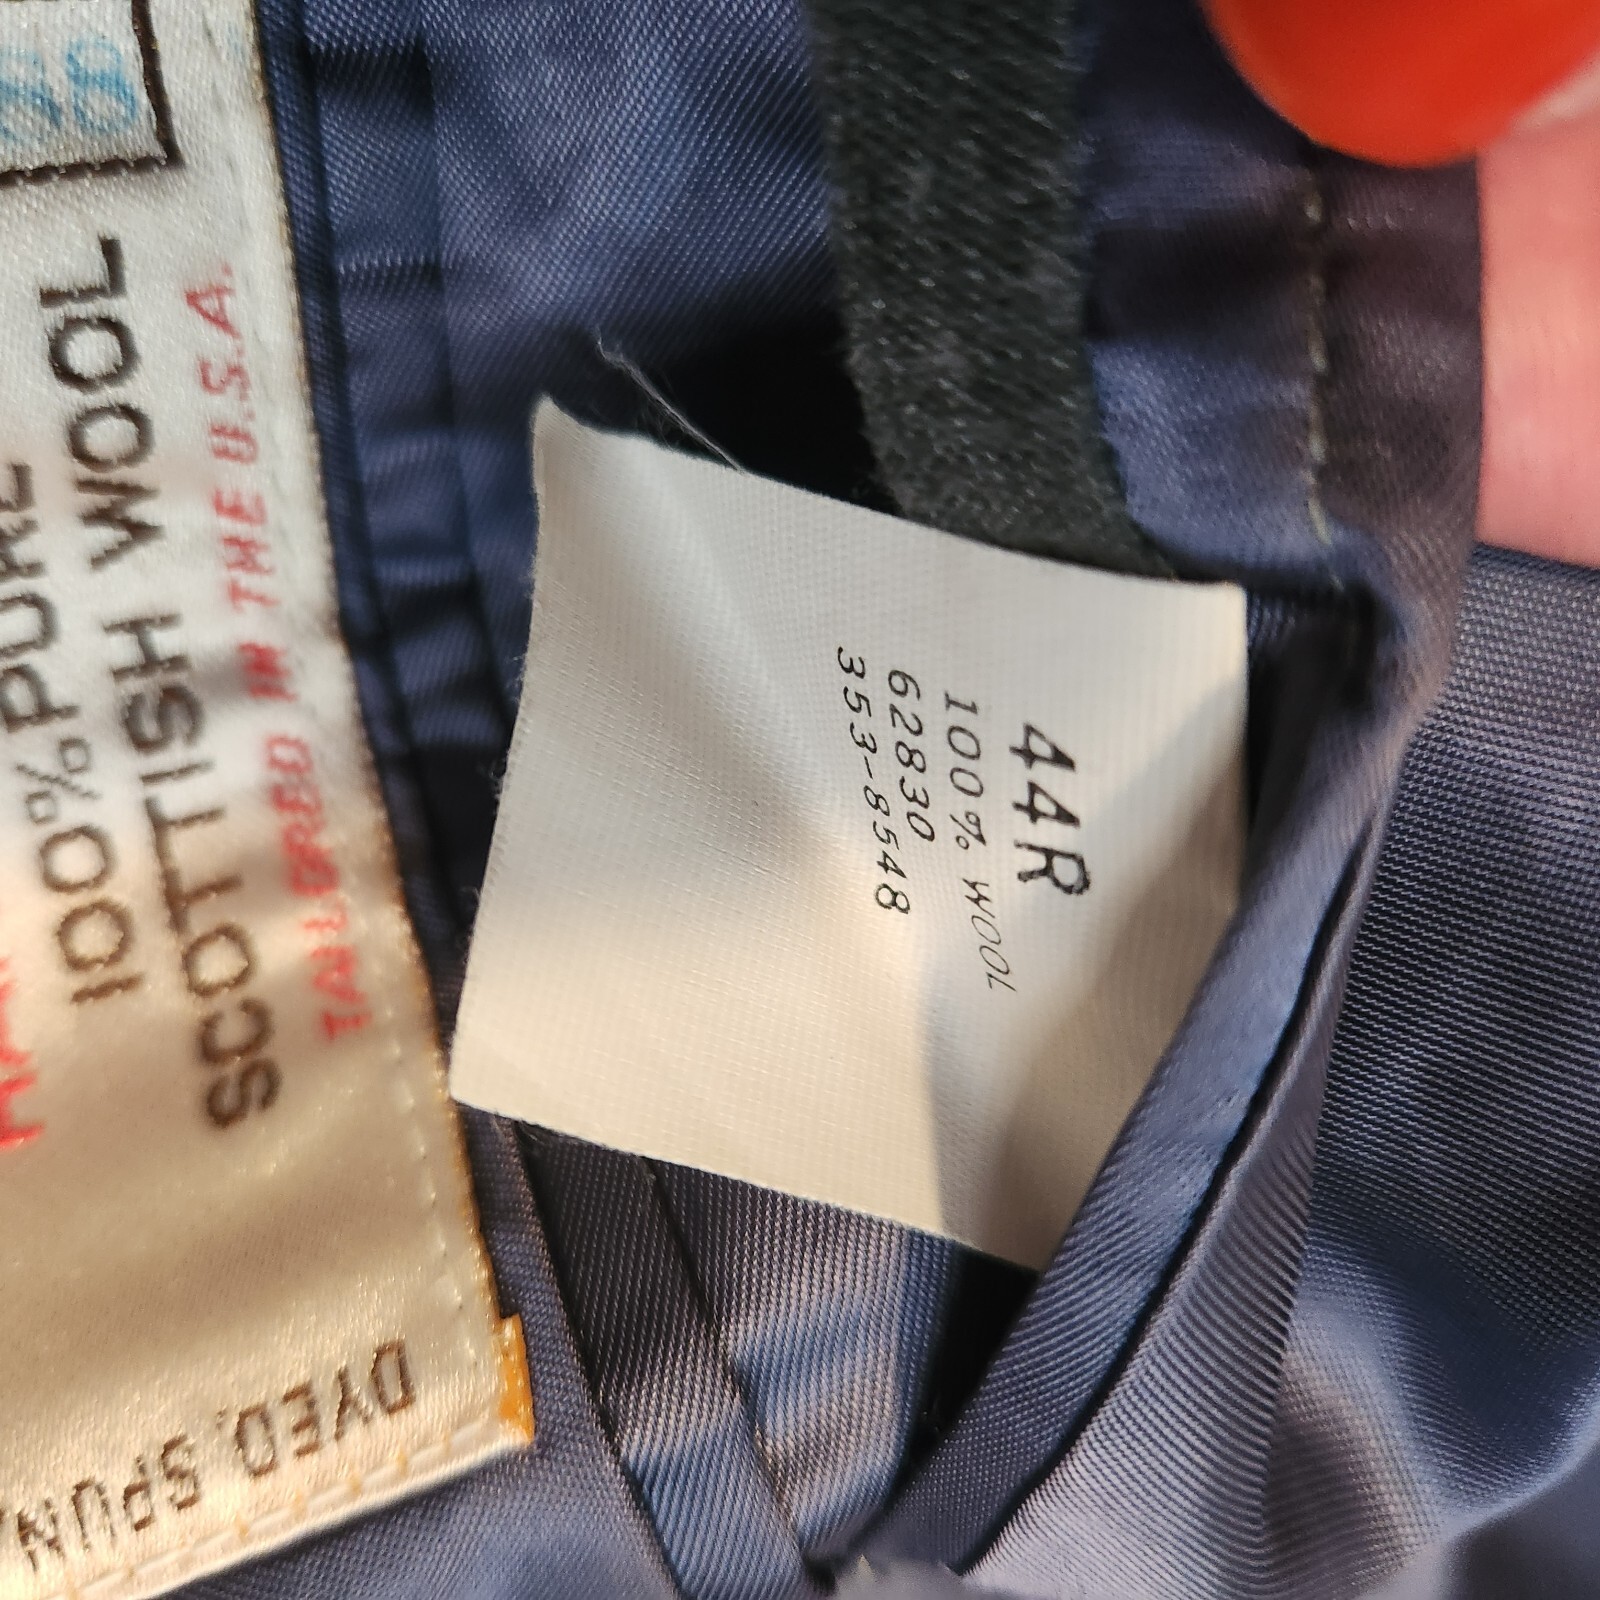 100% PURE
SCOTTISH WOOL
TAILORED IN THE U.S.A.
DYED, SPUN,
44R
100% WOOL
62830
353-8548